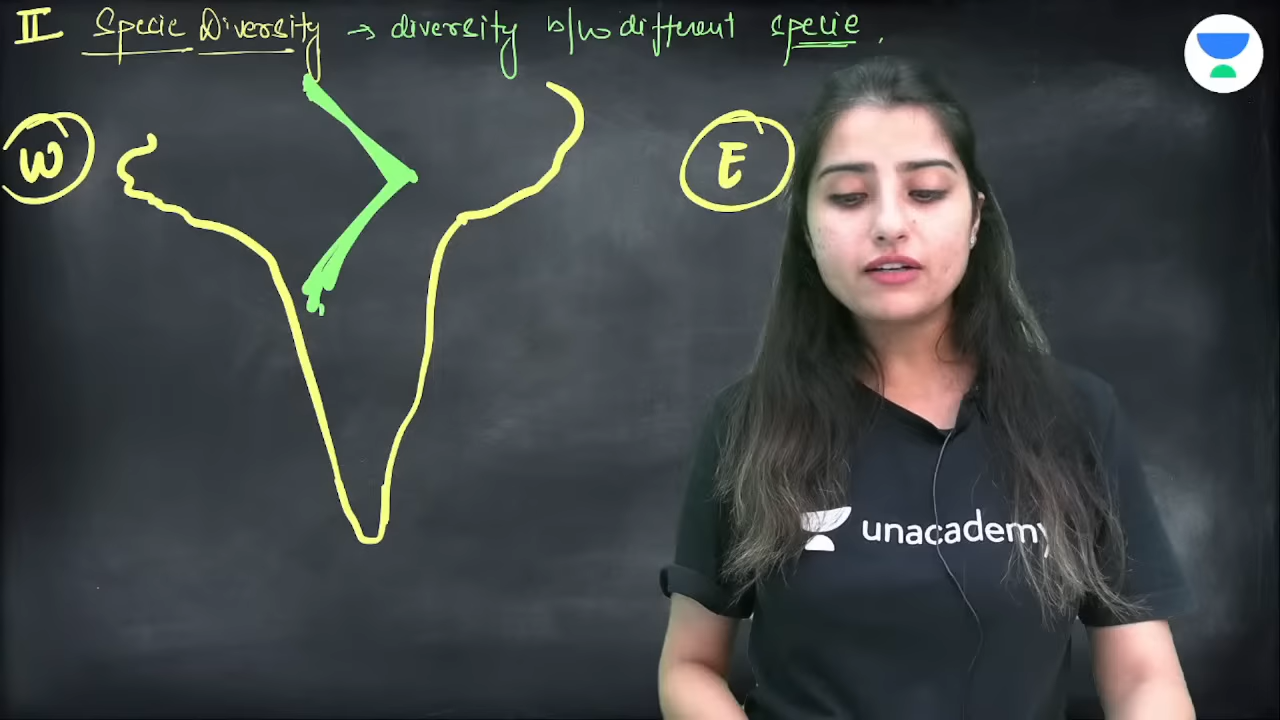 II Specie Diversity → diversity b/w different specie.
W
E
unacademy